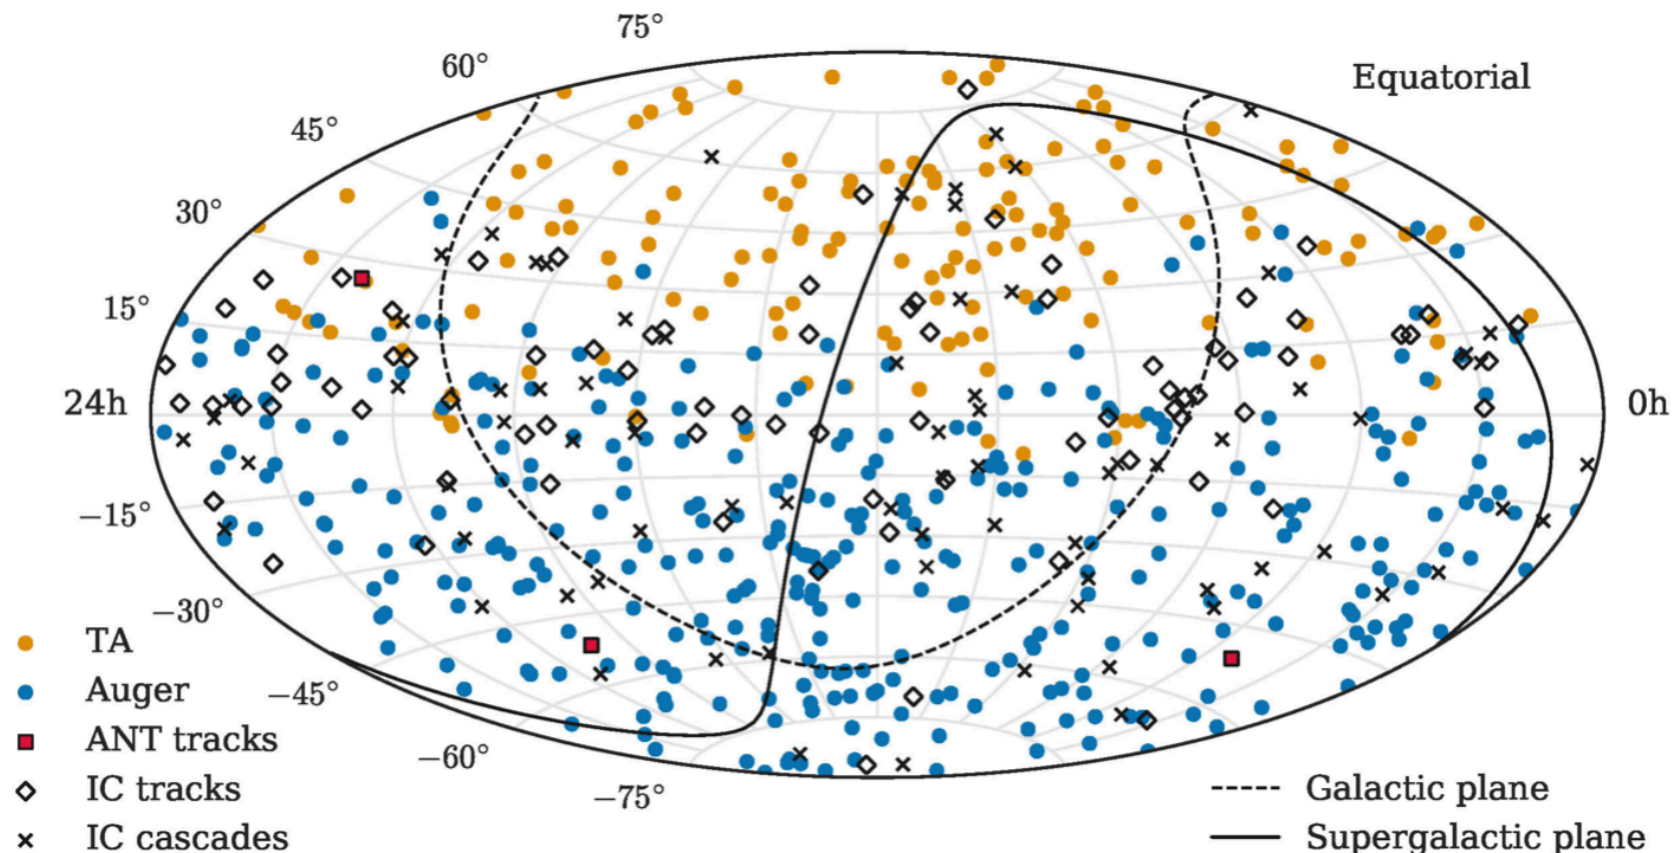 75°
60°
Equatorial
45°
30°
15°
24h
0h
−15°
−30°
TA
Auger
−45°
ANT tracks
−60°
IC tracks
−75°
Galactic plane
IC cascades
Supergalactic plane